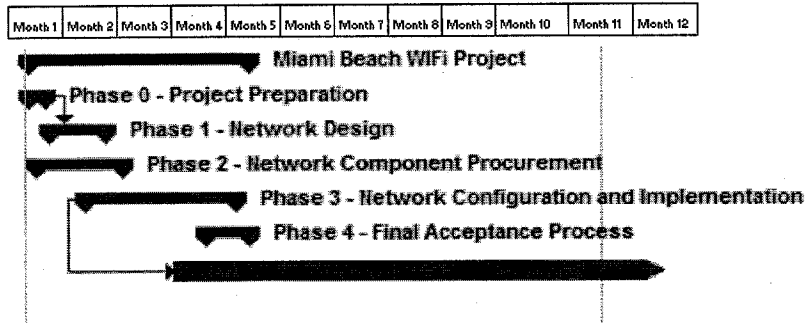 Month 1 Month 2 Month 3 Month 4 Month 5 Month 6 Month 7 Month 8 Month 9 Month 10 Month 11 Month 12
Miami Beach WiFi Project
Phase 0 - Project Preparation
Phase 1 - Network Design
Phase 2 - Network Component Procurement
Phase 3 - Network Configuration and Implementation
Phase 4 - Final Acceptance Process